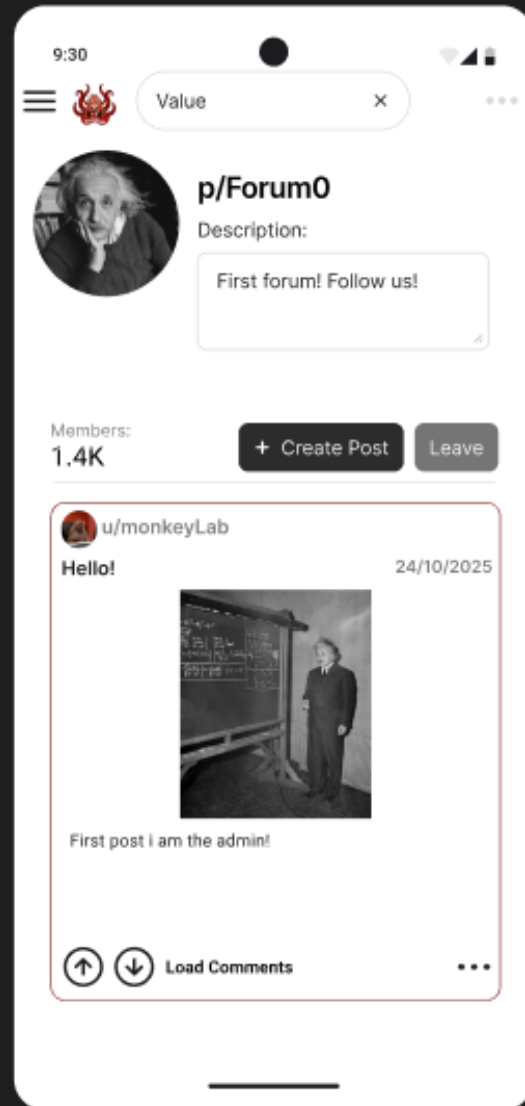 9:30
Value
p/Forum0
Description:
First forum! Follow us!
Members:
1.4K
+ Create Post
Leave
u/monkeyLab
Hello!
24/10/2025
First post i am the admin!
Load Comments